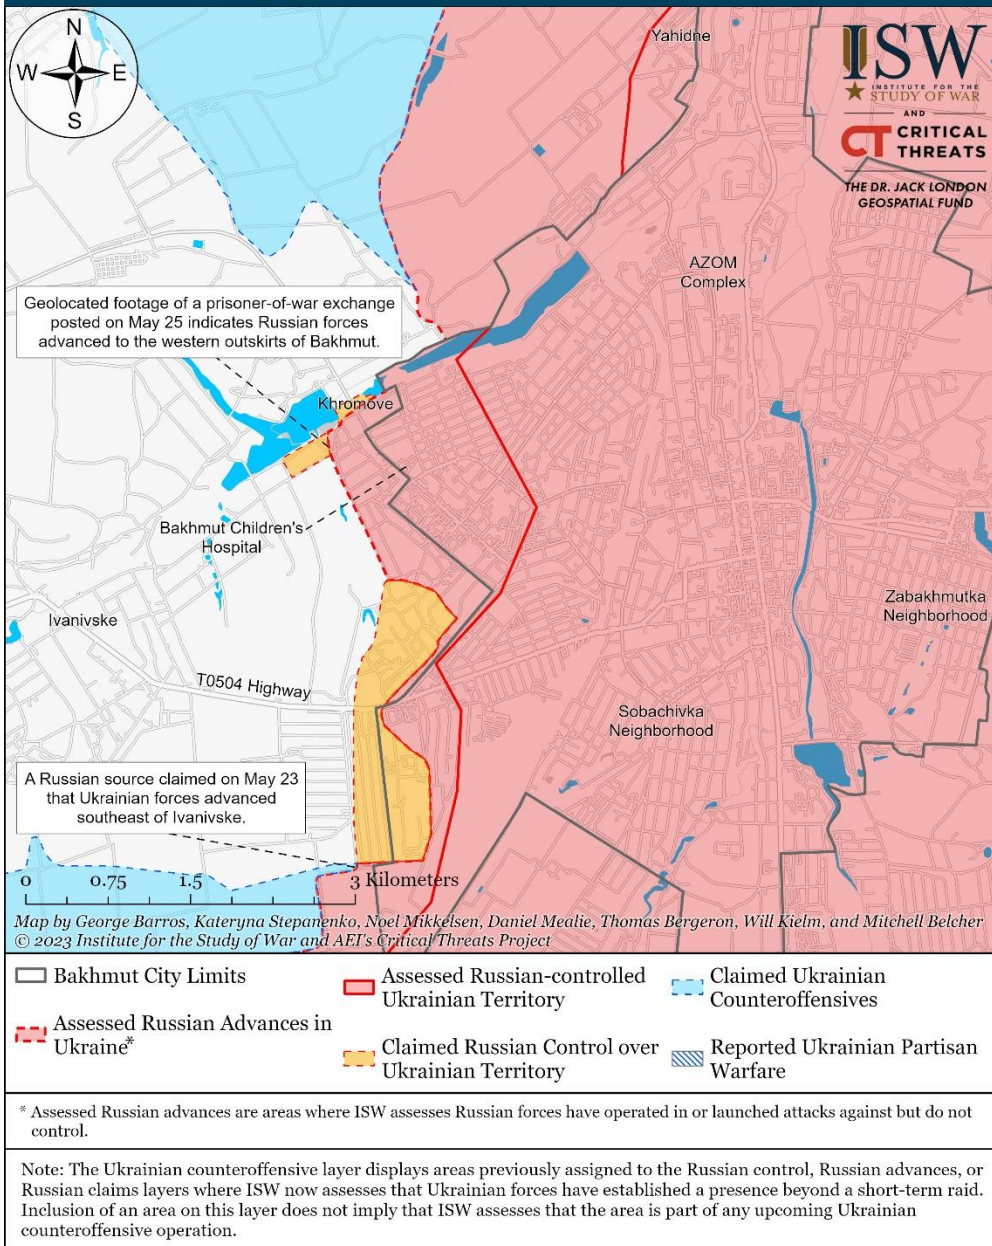 N
W
E
S
Yahidne
ISW
INSTITUTE FOR THE
STUDY OF WAR
AND
CT CRITICAL
THREATS
THE DR. JACK LONDON
GEOSPATIAL FUND
AZOM
Complex
Geolocated footage of a prisoner-of-war exchange
posted on May 25 indicates Russian forces
advanced to the western outskirts of Bakhmut.
Khromove
Bakhmut Children's
Hospital
Zabakhmutka
Neighborhood
Ivanivske
T0504 Highway
Sobachivka
Neighborhood
A Russian source claimed on May 23
that Ukrainian forces advanced
southeast of Ivanivske.
0 0.75 1.5 3 Kilometers
Map by George Barros, Kateryna Stepanenko, Noel Mikkelsen, Daniel Mealie, Thomas Bergeron, Will Kielm, and Mitchell Belcher
© 2023 Institute for the Study of War and AEI's Critical Threats Project
Bakhmut City Limits
Assessed Russian Advances in
Ukraine*
Assessed Russian-controlled
Ukrainian Territory
Claimed Russian Control over
Ukrainian Territory
Claimed Ukrainian
Counteroffensives
Reported Ukrainian Partisan
Warfare
* Assessed Russian advances are areas where ISW assesses Russian forces have operated in or launched attacks against but do not
control.
Note: The Ukrainian counteroffensive layer displays areas previously assigned to the Russian control, Russian advances, or
Russian claims layers where ISW now assesses that Ukrainian forces have established a presence beyond a short-term raid.
Inclusion of an area on this layer does not imply that ISW assesses that the area is part of any upcoming Ukrainian
counteroffensive operation.